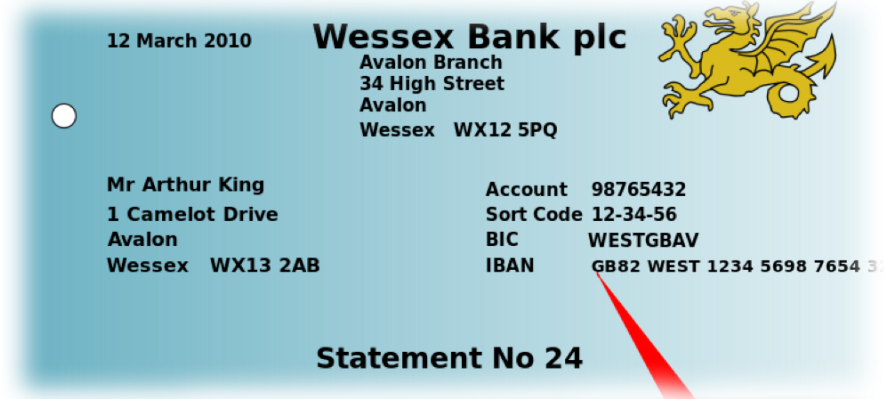 12 March 2010
Wessex Bank plc
Avalon Branch
34 High Street
Avalon
Wessex WX12 5PQ
Mr Arthur King
1 Camelot Drive
Avalon
Wessex WX13 2AB
Account 98765432
Sort Code 12-34-56
BIC WESTGBAV
IBAN GB82 WEST 1234 5698 7654
Statement No 24